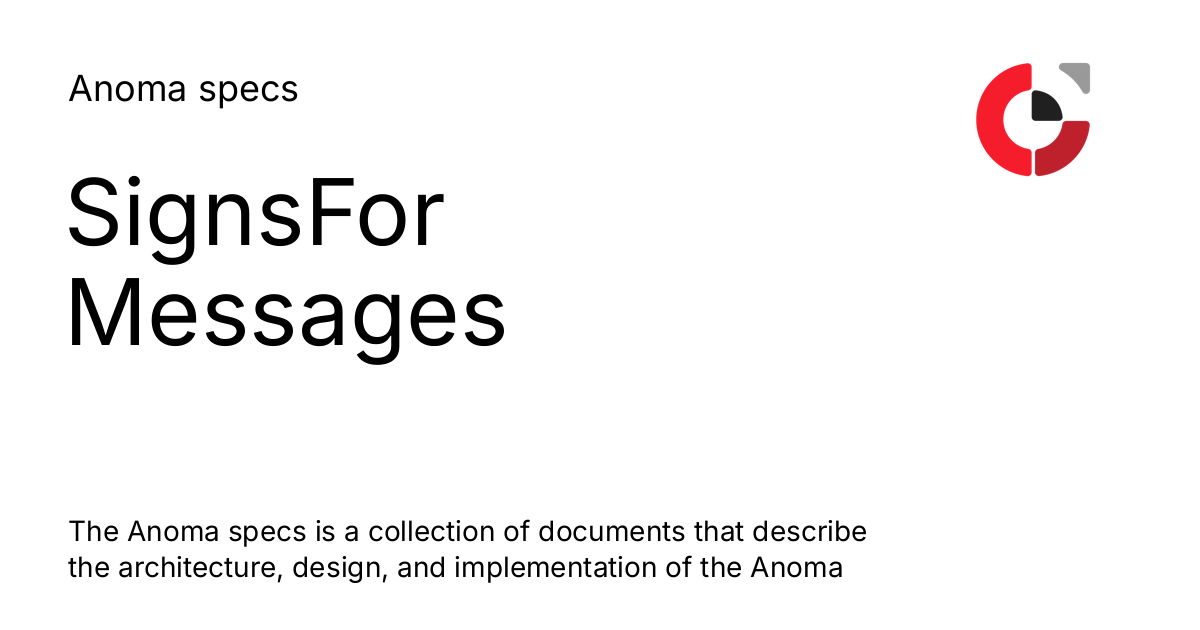 Anoma specs
SignsFor
Messages
The Anoma specs is a collection of documents that describe
the architecture, design, and implementation of the Anoma